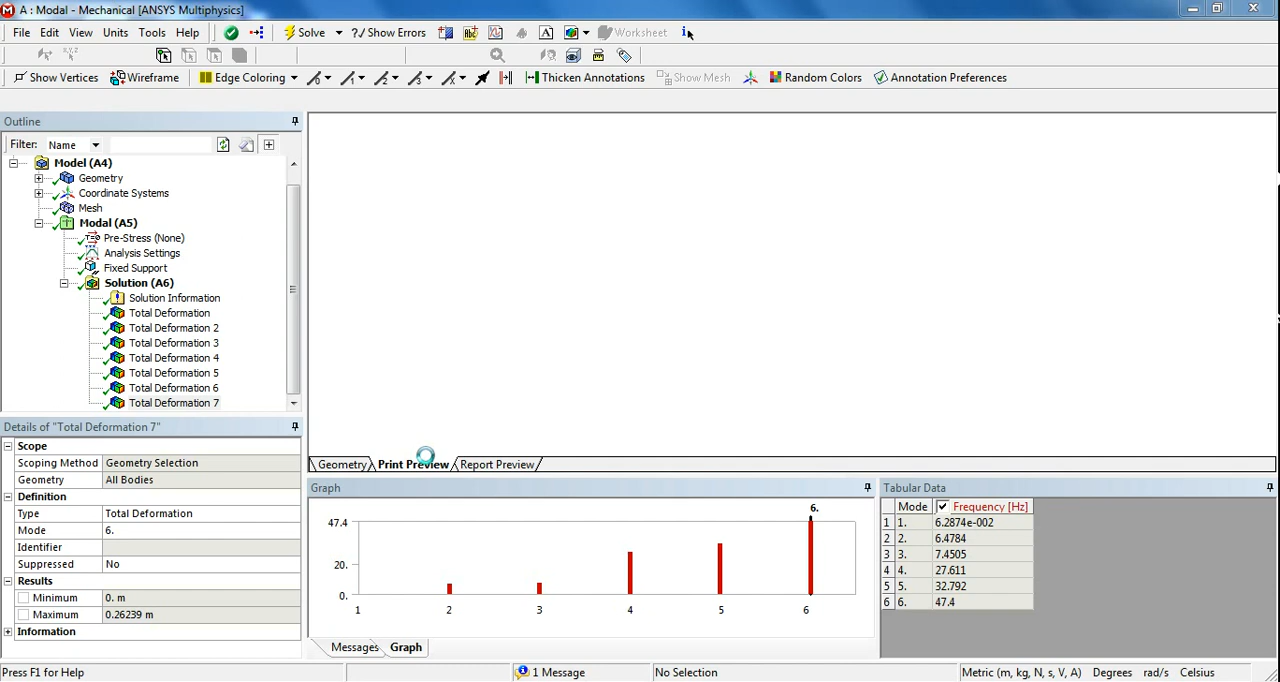 A : Modal - Mechanical [ANSYS Multiphysics]
File Edit View Units Tools Help Solve ?/ Show Errors Worksheet
Show Vertices Wireframe Edge Coloring Thicken Annotations Show Mesh Random Colors Annotation Preferences
Outline
Filter: Name
Model (A4)
Geometry
Coordinate Systems
Mesh
Modal (A5)
Pre-Stress (None)
Analysis Settings
Fixed Support
Solution (A6)
Solution Information
Total Deformation
Total Deformation 2
Total Deformation 3
Total Deformation 4
Total Deformation 5
Total Deformation 6
Total Deformation 7
Details of "Total Deformation 7"
Scope
Scoping Method Geometry Selection
Geometry All Bodies
Definition
Type Total Deformation
Mode 6.
Identifier
Suppressed No
Results
Minimum 0. m
Maximum 0.26239 m
Information
Geometry Print Preview Report Preview
Graph
6.
47.4
20.
0.
1 2 3 4 5 6
Messages Graph
Tabular Data
Mode Frequency [Hz]
1 1. 6.2874e-002
2 2. 6.4784
3 3. 7.4505
4 4. 27.611
5 5. 32.792
6 6. 47.4
Press F1 for Help 1 Message No Selection Metric (m, kg, N, s, V, A) Degrees rad/s Celsius